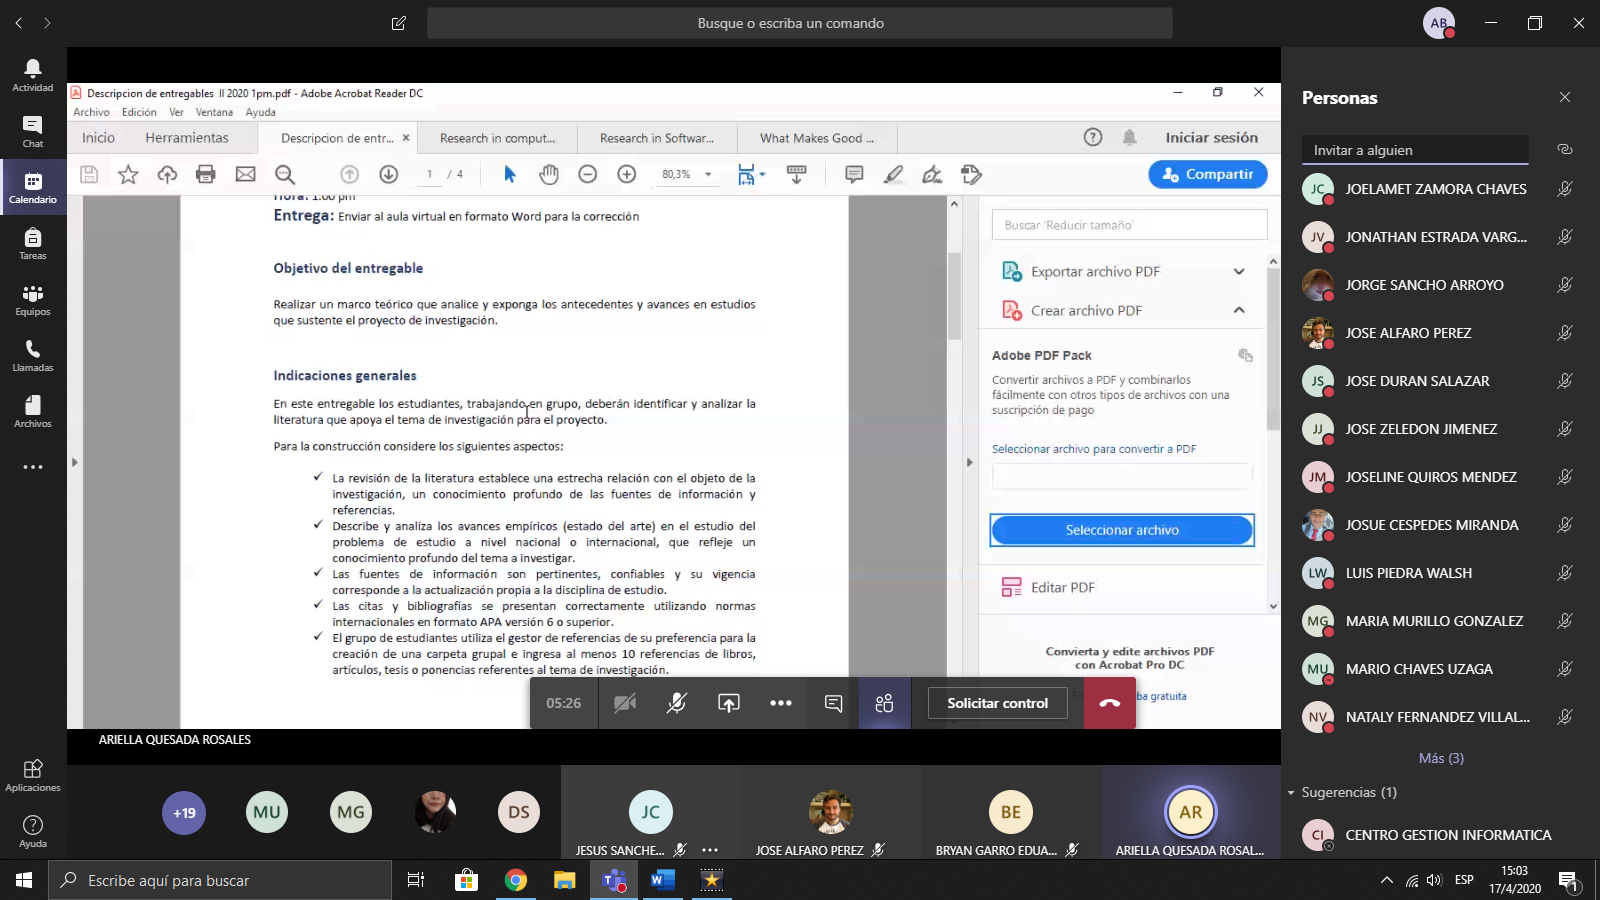 Busque o escriba un comando
AB
Actividad
Chat
Calendario
Tareas
Equipos
Llamadas
Archivos
Aplicaciones
Ayuda
Descripcion de entregables II 2020 1pm.pdf - Adobe Acrobat Reader DC
Archivo Edición Ver Ventana Ayuda
Inicio Herramientas Descripcion de entr... × Research in comput... Research in Softwar... What Makes Good ... Iniciar sesión
1 / 4 80,3% Compartir
Hora: 1:00 pm
Entrega: Enviar al aula virtual en formato Word para la corrección
Objetivo del entregable
Realizar un marco teórico que analice y exponga los antecedentes y avances en estudios
que sustente el proyecto de investigación.
Indicaciones generales
En este entregable los estudiantes, trabajando en grupo, deberán identificar y analizar la
literatura que apoya el tema de investigación para el proyecto.
Para la construcción considere los siguientes aspectos:
✓ La revisión de la literatura establece una estrecha relación con el objeto de la
investigación, un conocimiento profundo de las fuentes de información y
referencias.
✓ Describe y analiza los avances empíricos (estado del arte) en el estudio del
problema de estudio a nivel nacional o internacional, que refleje un
conocimiento profundo del tema a investigar.
✓ Las fuentes de información son pertinentes, confiables y su vigencia
corresponde a la actualización propia a la disciplina de estudio.
✓ Las citas y bibliografías se presentan correctamente utilizando normas
internacionales en formato APA versión 6 o superior.
✓ El grupo de estudiantes utiliza el gestor de referencias de su preferencia para la
creación de una carpeta grupal e ingresa al menos 10 referencias de libros,
artículos, tesis o ponencias referentes al tema de investigación.
Buscar 'Reducir tamaño'
Exportar archivo PDF
Crear archivo PDF
Adobe PDF Pack
Convertir archivos a PDF y combinarlos
fácilmente con otros tipos de archivos con una
suscripción de pago
Seleccionar archivo para convertir a PDF
Seleccionar archivo
Editar PDF
Convierta y edite archivos PDF
con Acrobat Pro DC
ba gratuita
05:26 Solicitar control
ARIELLA QUESADA ROSALES
+19 MU MG DS
JC JESUS SANCHE...
JOSE ALFARO PEREZ
BE BRYAN GARRO EDUA...
AR ARIELLA QUESADA ROSAL...
Personas
Invitar a alguien
JC JOELAMET ZAMORA CHAVES
JV JONATHAN ESTRADA VARG...
JORGE SANCHO ARROYO
JOSE ALFARO PEREZ
JS JOSE DURAN SALAZAR
JJ JOSE ZELEDON JIMENEZ
JM JOSELINE QUIROS MENDEZ
JOSUE CESPEDES MIRANDA
LW LUIS PIEDRA WALSH
MG MARIA MURILLO GONZALEZ
MU MARIO CHAVES UZAGA
NV NATALY FERNANDEZ VILLAL...
Más (3)
Sugerencias (1)
CI CENTRO GESTION INFORMATICA
Escribe aquí para buscar
ESP
15:03
17/4/2020
1